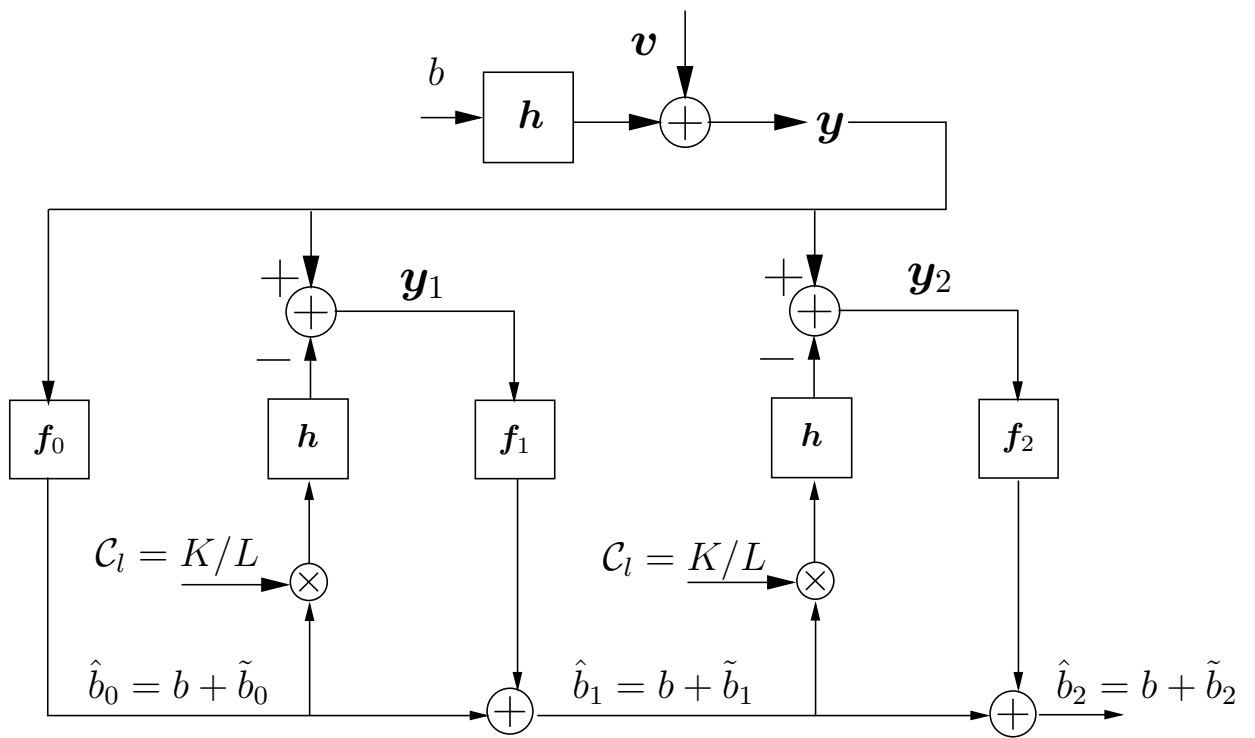 v
b
h
y
+
y₁
+
y₂
−
−
f₀
h
f₁
h
f₂
𝒞ₗ = K/L
𝒞ₗ = K/L
b̂₀ = b + b̃₀
b̂₁ = b + b̃₁
b̂₂ = b + b̃₂